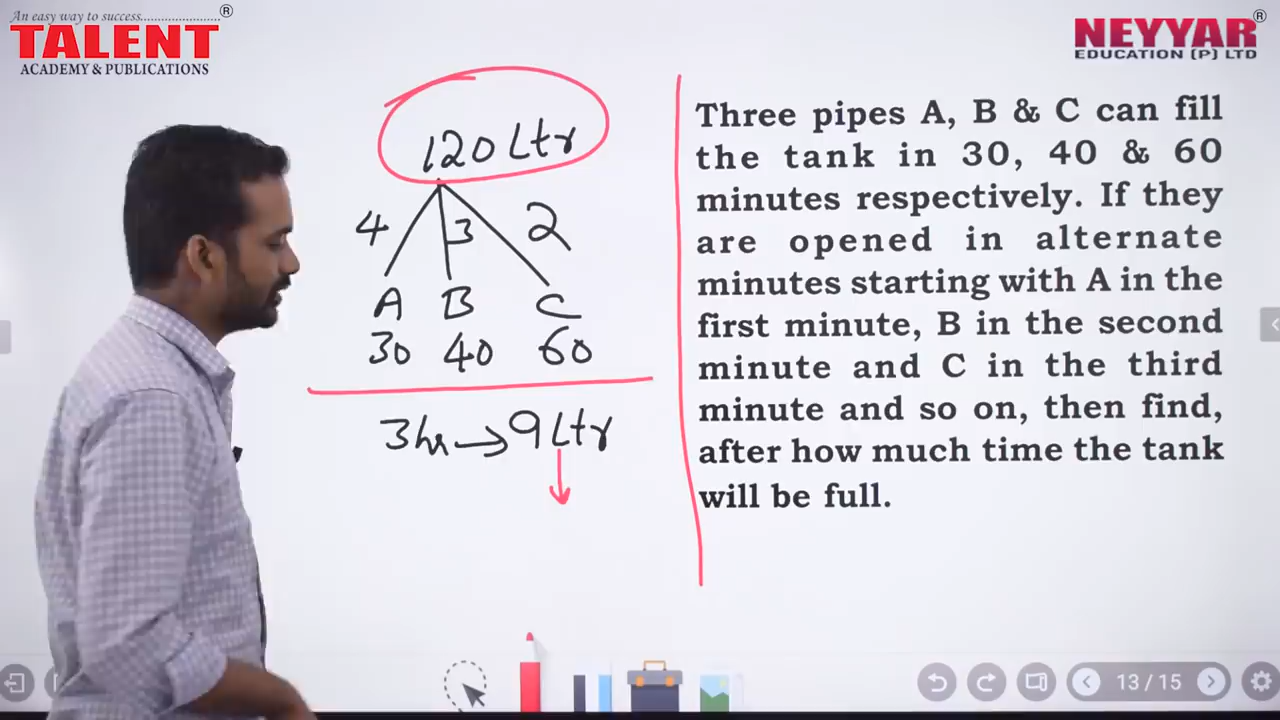 An easy way to success.....................
®
TALENT
ACADEMY & PUBLICATIONS
NEYYAR
®
EDUCATION (P) LTD
120 Ltr
4 3 2
A B C
30 40 60
3hr → 9 Ltr
Three pipes A, B & C can fill
the tank in 30, 40 & 60
minutes respectively. If they
are opened in alternate
minutes starting with A in the
first minute, B in the second
minute and C in the third
minute and so on, then find,
after how much time the tank
will be full.
13 / 15